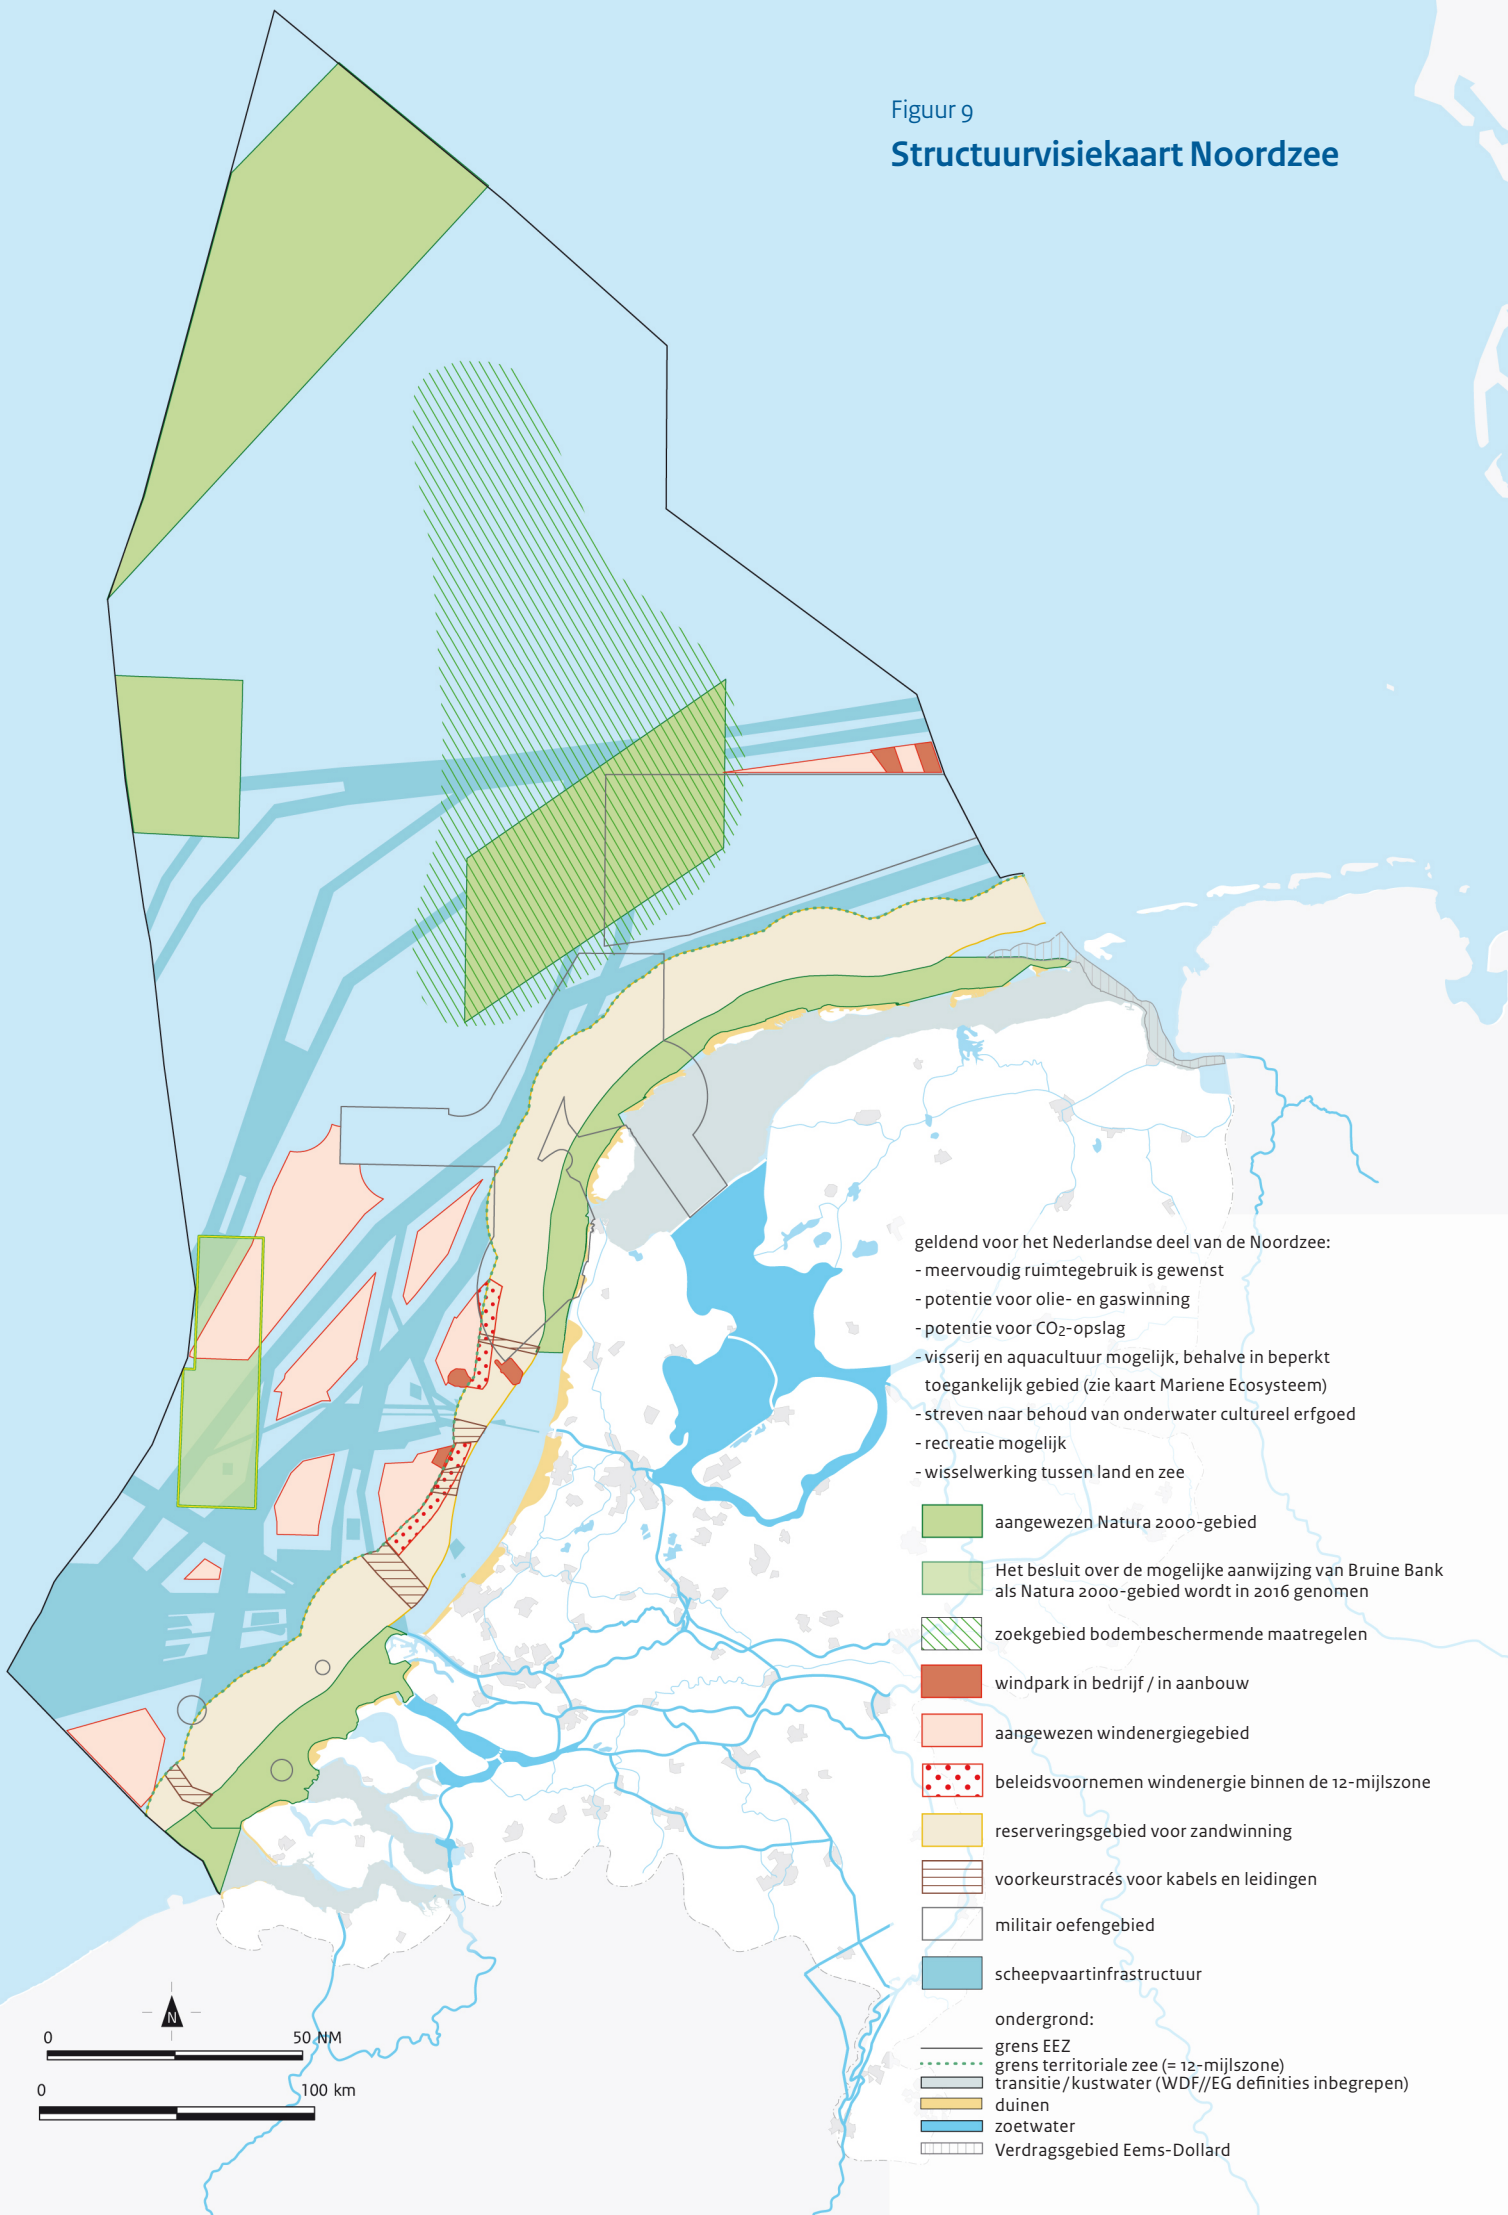 Figuur 9
Structuurvisiekaart Noordzee
geldend voor het Nederlandse deel van de Noordzee:
- meervoudig ruimtegebruik is gewenst
- potentie voor olie- en gaswinning
- potentie voor CO2-opslag
- visserij en aquacultuur mogelijk, behalve in beperkt
toegankelijk gebied (zie kaart Mariene Ecosysteem)
- streven naar behoud van onderwater cultureel erfgoed
- recreatie mogelijk
- wisselwerking tussen land en zee
aangewezen Natura 2000-gebied
Het besluit over de mogelijke aanwijzing van Bruine Bank
als Natura 2000-gebied wordt in 2016 genomen
zoekgebied bodembeschermende maatregelen
windpark in bedrijf / in aanbouw
aangewezen windenergiegebied
beleidsvoornemen windenergie binnen de 12-mijlszone
reserveringsgebied voor zandwinning
voorkeurstracés voor kabels en leidingen
militair oefengebied
scheepvaartinfrastructuur
ondergrond:
grens EEZ
grens territoriale zee (= 12-mijlszone)
transitie / kustwater (WDF//EG definities inbegrepen)
duinen
zoetwater
Verdragsgebied Eems-Dollard
N
0 50 NM
0 100 km